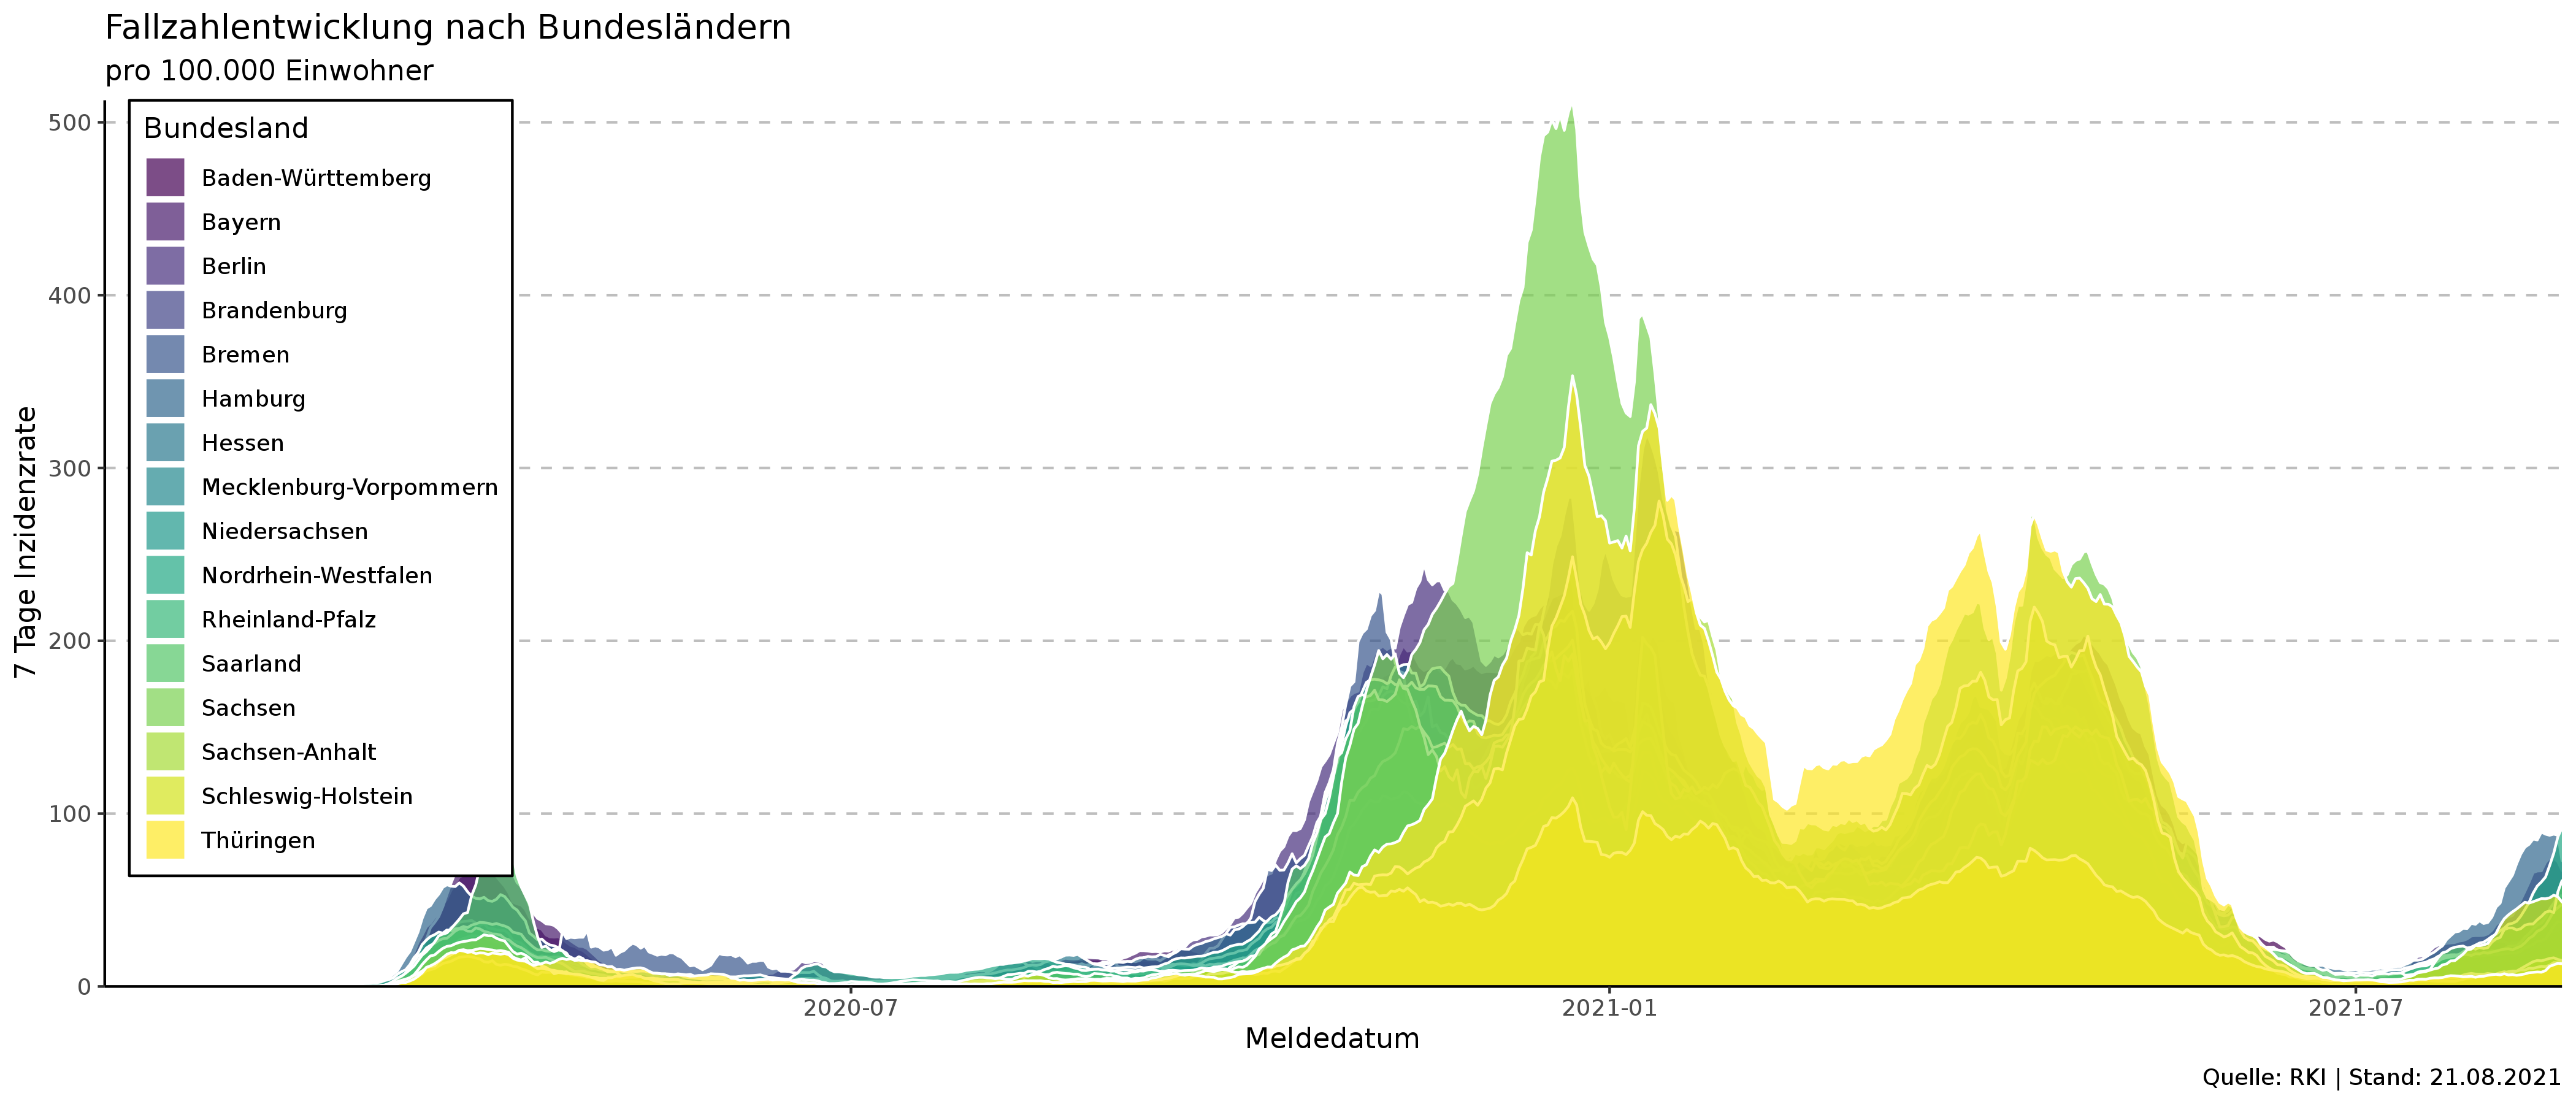 Fallzahlentwicklung nach Bundesländern
pro 100.000 Einwohner
Bundesland
Baden-Württemberg
Bayern
Berlin
Brandenburg
Bremen
Hamburg
Hessen
Mecklenburg-Vorpommern
Niedersachsen
Nordrhein-Westfalen
Rheinland-Pfalz
Saarland
Sachsen
Sachsen-Anhalt
Schleswig-Holstein
Thüringen
7 Tage Inzidenzrate
500
400
300
200
100
0
2020-07
2021-01
2021-07
Meldedatum
Quelle: RKI | Stand: 21.08.2021